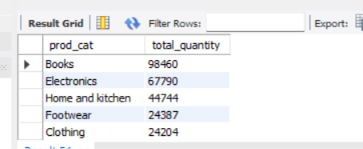 Result Grid Filter Rows: Export:
prod_cat total_quantity
Books 98460
Electronics 67790
Home and kitchen 44744
Footwear 24387
Clothing 24204